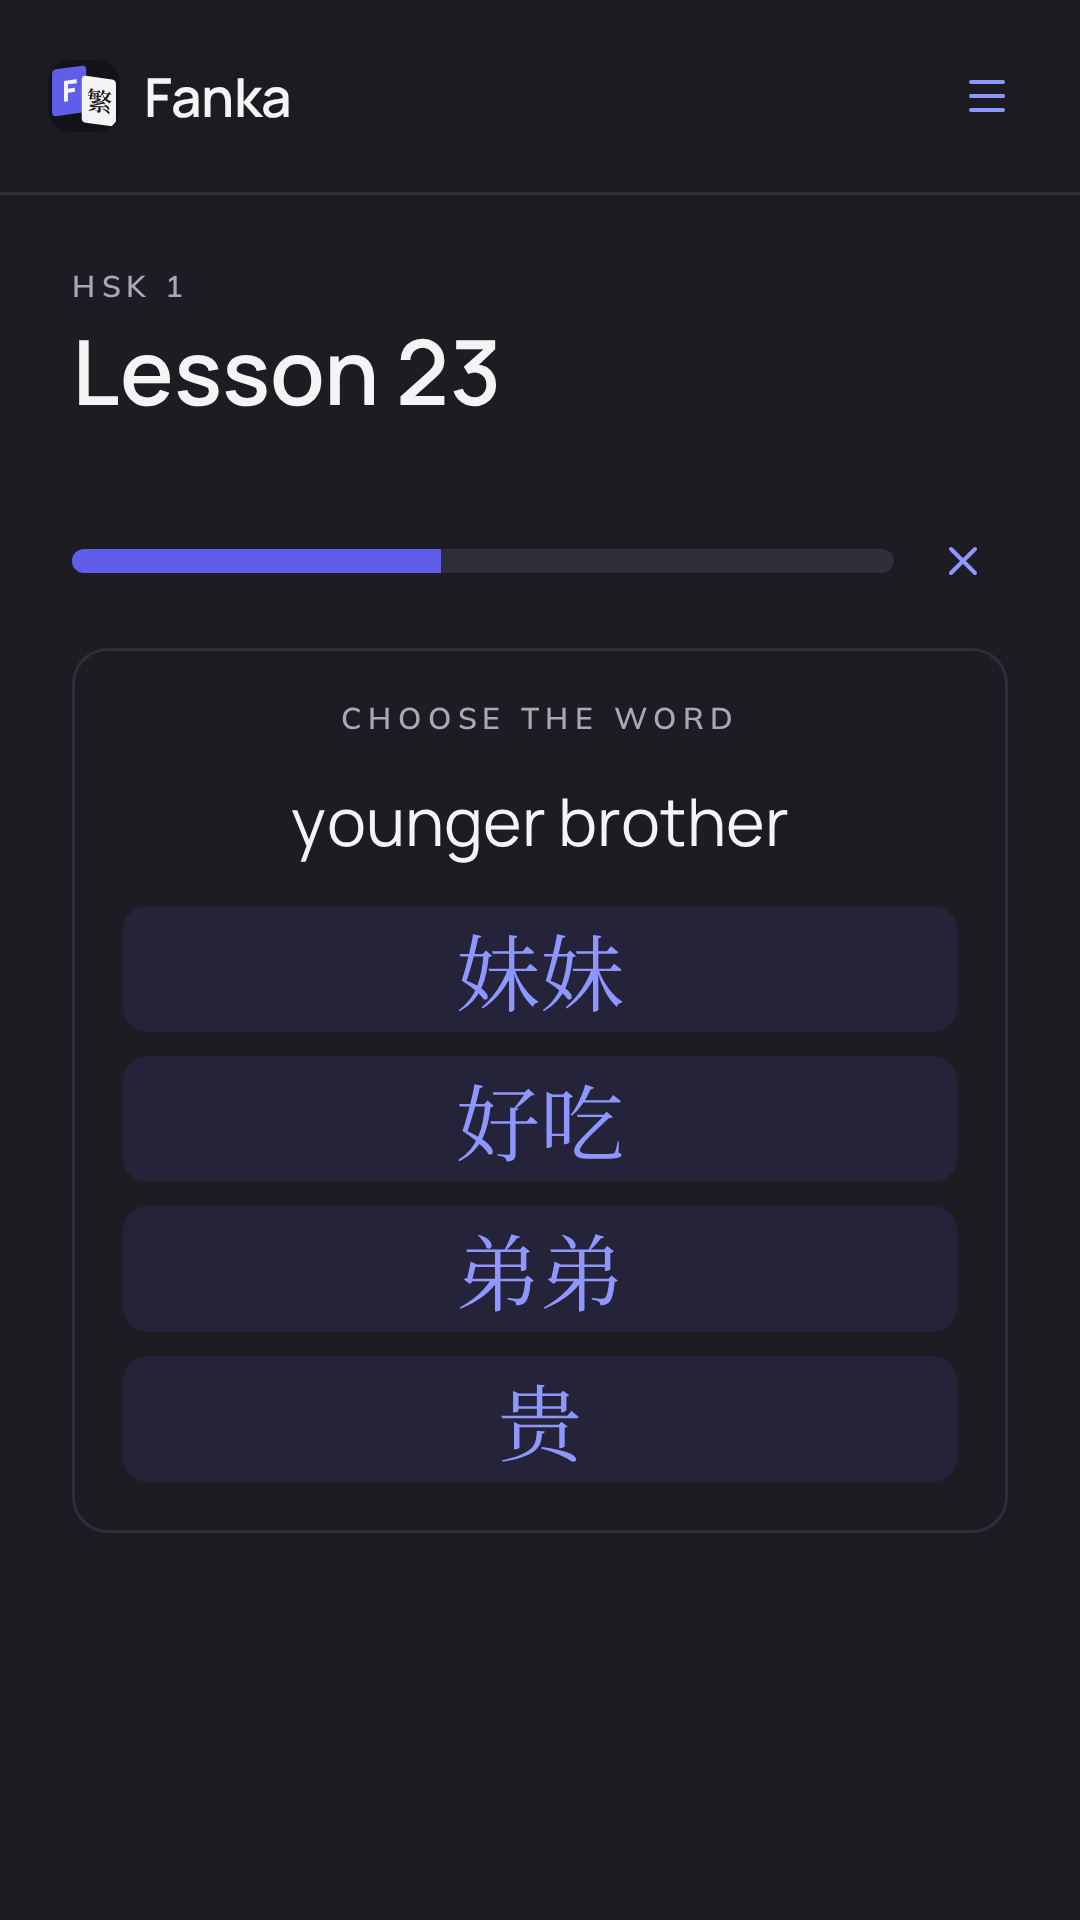 F 繁 Fanka
HSK 1
Lesson 23
CHOOSE THE WORD
younger brother
妹妹
好吃
弟弟
贵